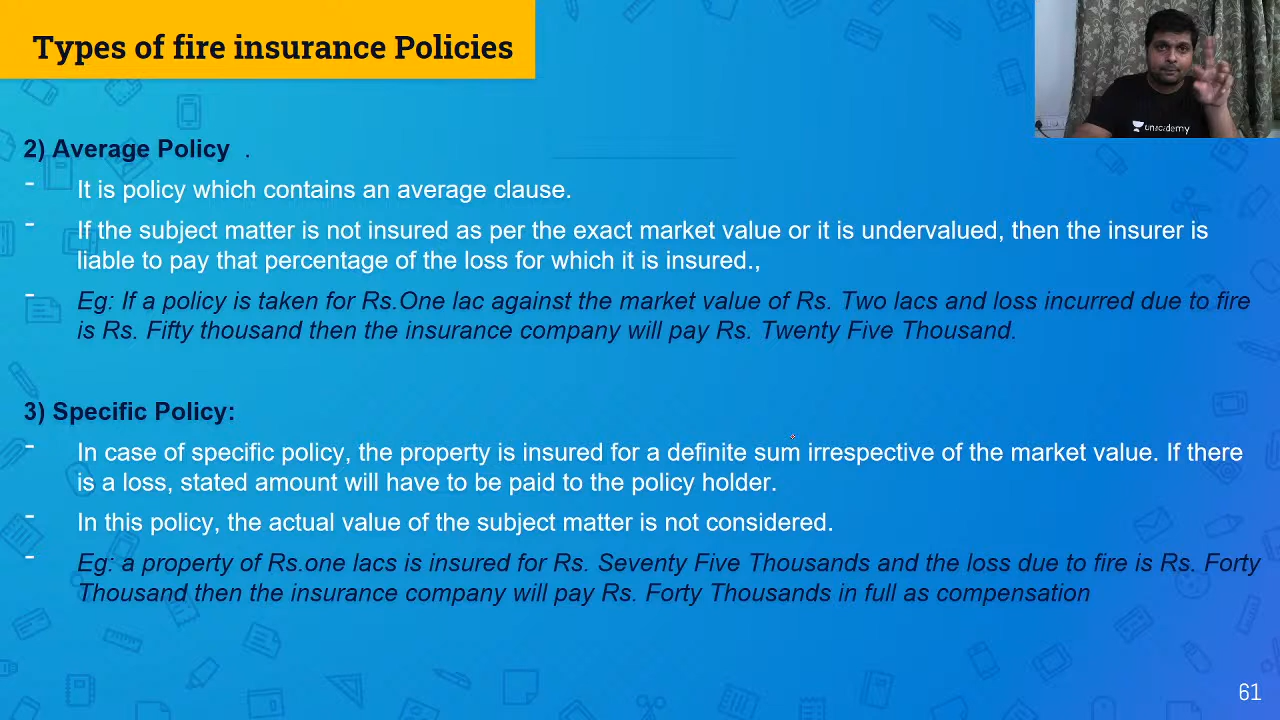 Types of fire insurance Policies
unacademy
2) Average Policy .
- It is policy which contains an average clause.
- If the subject matter is not insured as per the exact market value or it is undervalued, then the insurer is
liable to pay that percentage of the loss for which it is insured.,
- Eg: If a policy is taken for Rs.One lac against the market value of Rs. Two lacs and loss incurred due to fire
is Rs. Fifty thousand then the insurance company will pay Rs. Twenty Five Thousand.
3) Specific Policy:
- In case of specific policy, the property is insured for a definite sum irrespective of the market value. If there
is a loss, stated amount will have to be paid to the policy holder.
- In this policy, the actual value of the subject matter is not considered.
- Eg: a property of Rs.one lacs is insured for Rs. Seventy Five Thousands and the loss due to fire is Rs. Forty
Thousand then the insurance company will pay Rs. Forty Thousands in full as compensation
61